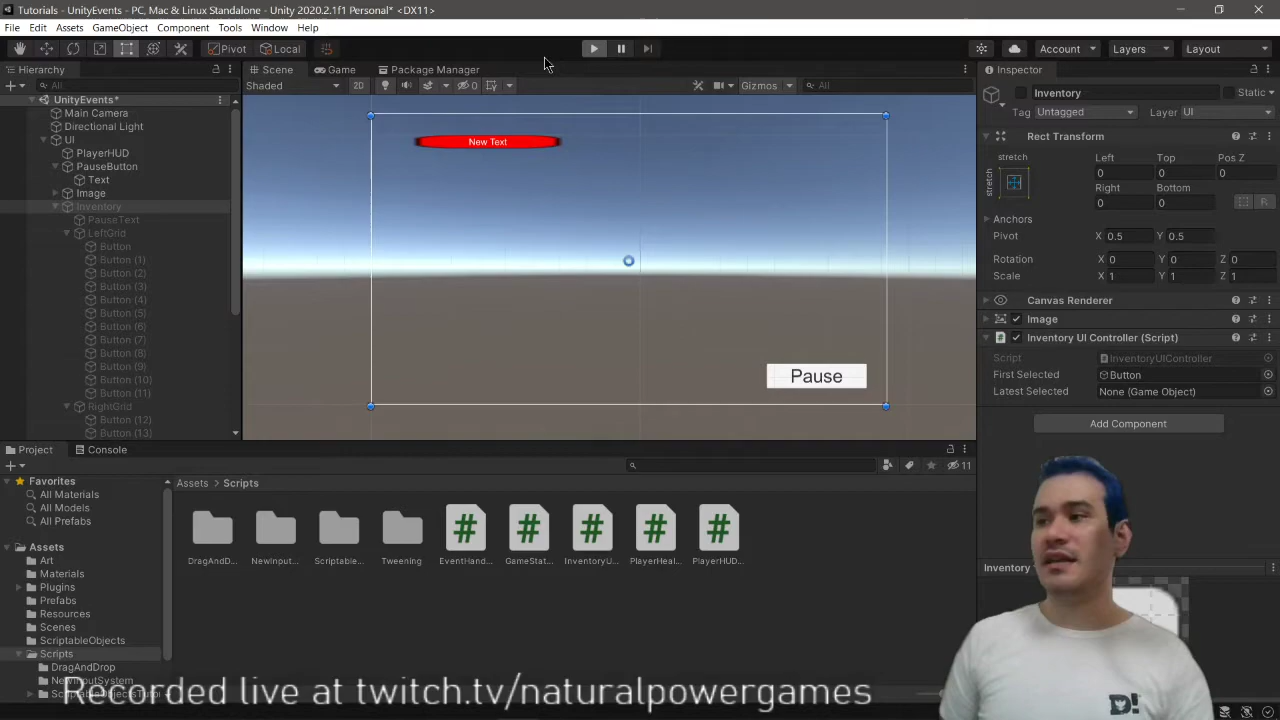 Tutorials - UnityEvents - PC, Mac & Linux Standalone - Unity 2020.2.1f1 Personal* <DX11>
File Edit Assets GameObject Component Tools Window Help
Pivot Local Account Layers Layout
Hierarchy
All
UnityEvents*
Main Camera
Directional Light
UI
PlayerHUD
PauseButton
Text
Image
Inventory
PauseText
LeftGrid
Button
Button (1)
Button (2)
Button (3)
Button (4)
Button (5)
Button (6)
Button (7)
Button (8)
Button (9)
Button (10)
Button (11)
RightGrid
Button (12)
Button (13)
Scene Game Package Manager
Shaded 2D 0 Gizmos All
New Text
Pause
Inspector
Inventory Static
Tag Untagged Layer UI
Rect Transform
stretch Left Top Pos Z
stretch 0 0 0
Right Bottom
0 0 R
Anchors
Pivot X 0.5 Y 0.5
Rotation X 0 Y 0 Z 0
Scale X 1 Y 1 Z 1
Canvas Renderer
Image
Inventory UI Controller (Script)
Script InventoryUIController
First Selected Button
Latest Selected None (Game Object)
Add Component
Inventory
Project Console
11
Favorites
All Materials
All Models
All Prefabs
Assets
Art
Materials
Plugins
Prefabs
Resources
Scenes
ScriptableObjects
Scripts
DragAndDrop
NewInputSystem
Assets > Scripts
DragAndD... NewInput... Scriptable... Tweening EventHand... GameStat... InventoryU... PlayerHeal... PlayerHUD...
Recorded live at twitch.tv/naturalpowergames
D!